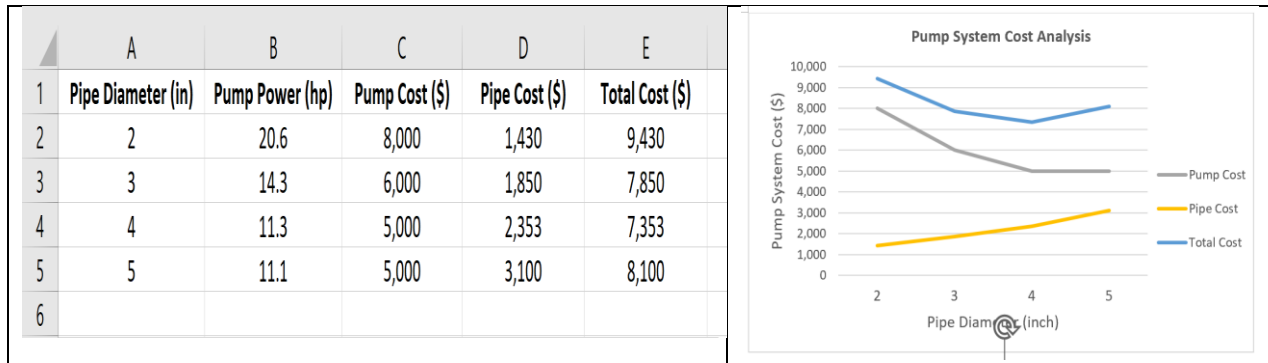 A B C D E
1 Pipe Diameter (in) Pump Power (hp) Pump Cost ($) Pipe Cost ($) Total Cost ($)
2 2 20.6 8,000 1,430 9,430
3 3 14.3 6,000 1,850 7,850
4 4 11.3 5,000 2,353 7,353
5 5 11.1 5,000 3,100 8,100
6
Pump System Cost Analysis
Pump System Cost ($)
10,000
9,000
8,000
7,000
6,000
5,000
4,000
3,000
2,000
1,000
0
2 3 4 5
Pipe Diameter (inch)
Pump Cost
Pipe Cost
Total Cost